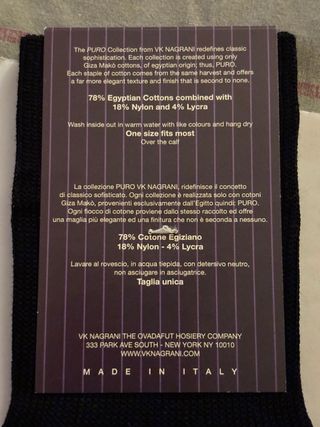 The PURO Collection from VK NAGRANI redefines classic
sophistication. Each collection is created using only
Giza Makò cottons, of egyptian origin; thus, PURO.
Each staple of cotton comes from the same harvest and offers
a far more elegant texture and finish that is second to none.
78% Egyptian Cottons combined with
18% Nylon and 4% Lycra
Wash inside out in warm water with like colours and hang dry
One size fits most
Over the calf
La collezione PURO VK NAGRANI, ridefinisce il concetto
di classico sofisticato. Ogni collezione è realizzata solo con cotoni
Giza Makò, provenienti esclusivamente dall'Egitto quindi: PURO.
Ogni fiocco di cotone proviene dallo stesso raccolto ed offre
una maglia più elegante ed una finitura che non è seconda a nessuno.
78% Cotone Egiziano
18% Nylon - 4% Lycra
Lavare al rovescio, in acqua tiepida, con detersivo neutro,
non asciugare in asciugatrice.
Taglia unica
VK NAGRANI THE OVADAFUT HOSIERY COMPANY
333 PARK AVE SOUTH - NEW YORK NY 10010
WWW.VKNAGRANI.COM
MADE IN ITALY